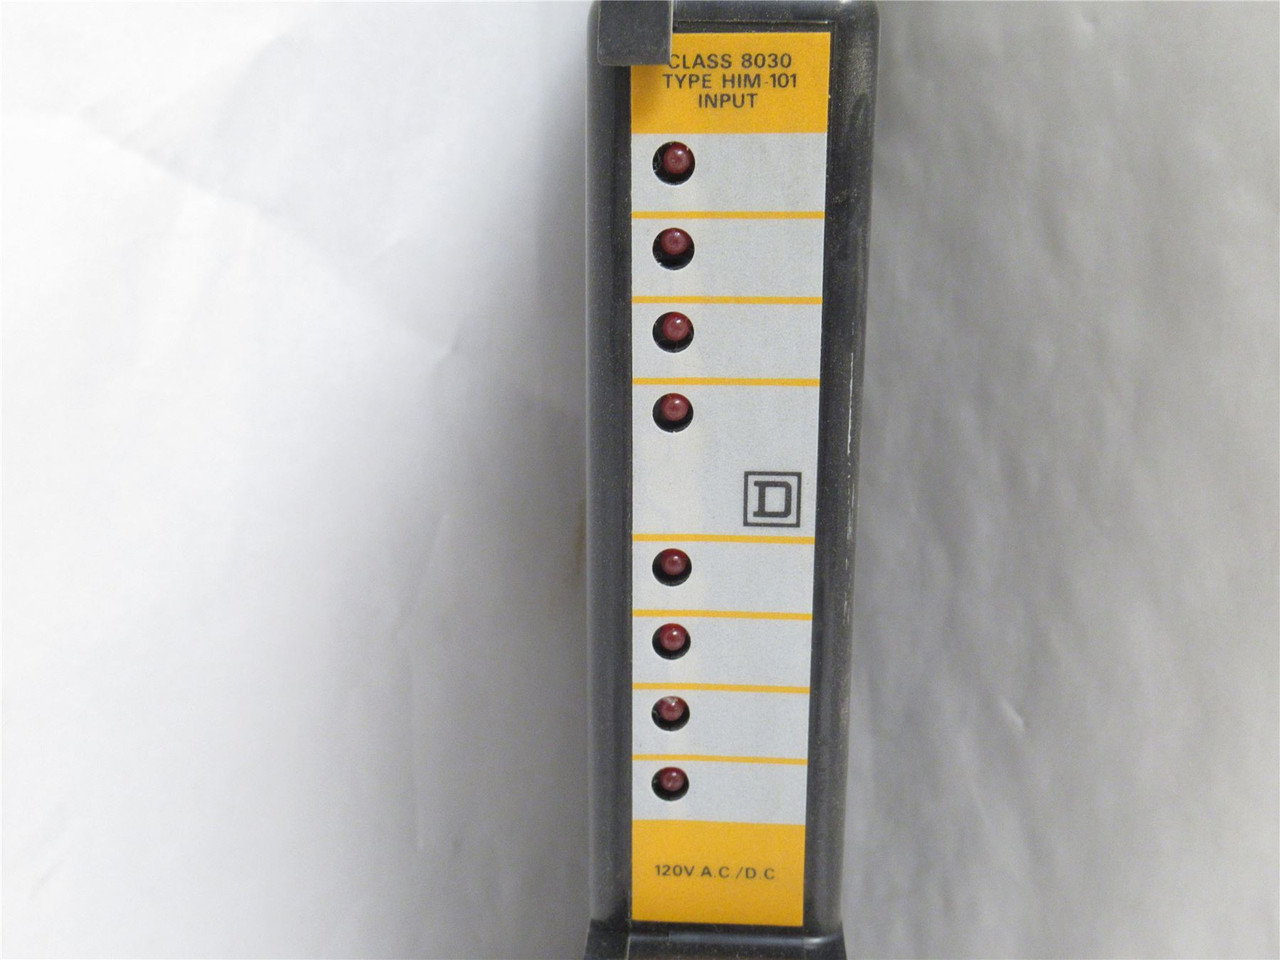 CLASS 8030
TYPE HIM-101
INPUT
D
120V A.C./D.C